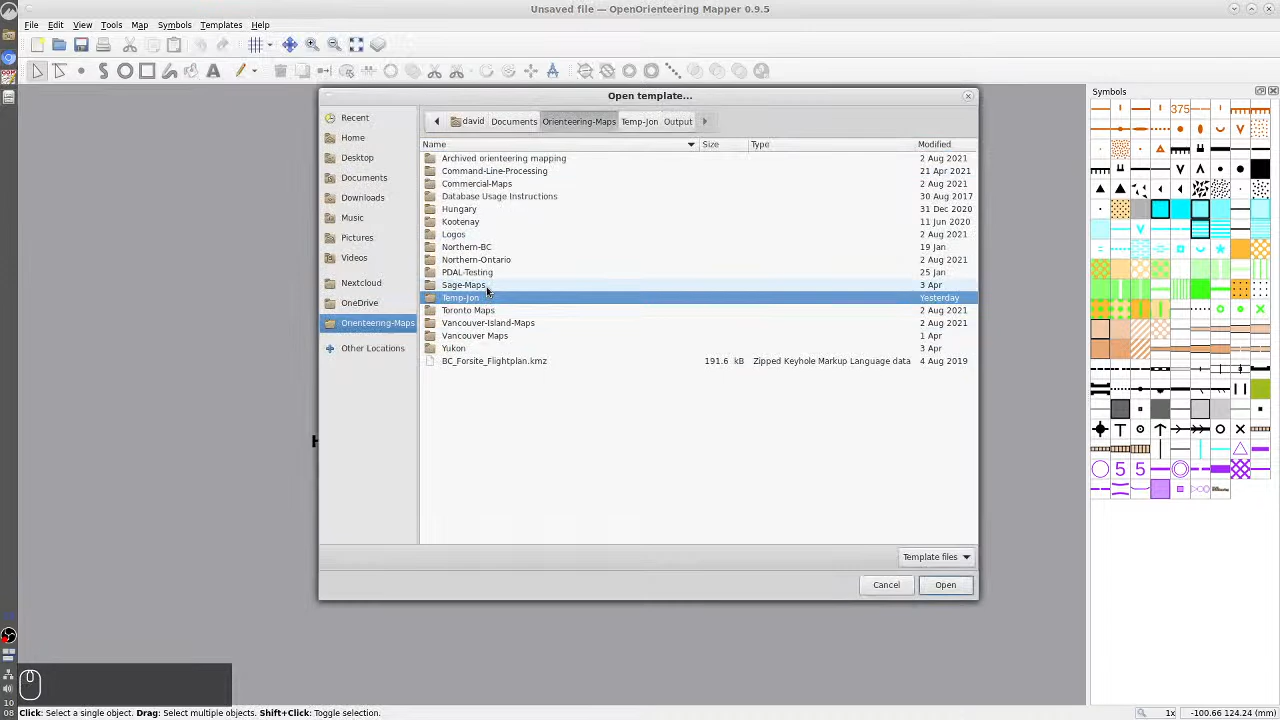 Unsaved file — OpenOrienteering Mapper 0.9.5
File Edit View Tools Map Symbols Templates Help
375
Open template...
Symbols
david Documents Orienteering-Maps Temp-Jon Output
Recent
Home
Desktop
Documents
Downloads
Music
Pictures
Videos
Nextcloud
OneDrive
Orenteering-Maps
Other Locations
Name Size Type Modified
Archived orienteering mapping 2 Aug 2021
Command-Line-Processing 21 Apr 2021
Commercial-Maps 2 Aug 2021
Database Usage Instructions 30 Aug 2017
Hungary 31 Dec 2020
Kootenay 11 Jun 2020
Logos 2 Aug 2021
Northern-BC 19 Jan
Northern-Ontario 2 Aug 2021
PDAL-Testing 25 Jan
Sage-Maps 3 Apr
Temp-Jon Yesterday
Toronto Maps 2 Aug 2021
Vancouver-Island-Maps 2 Aug 2021
Vancouver Maps 1 Apr
Yukon 3 Apr
BC_Forsite_Flightplan.kmz 191.6 kB Zipped Keyhole Markup Language data 4 Aug 2019
H
5 5
Template files
Cancel Open
10
08
Click: Select a single object. Drag: Select multiple objects. Shift+Click: Toggle selection.
1x -100.66 124.24 (mm)